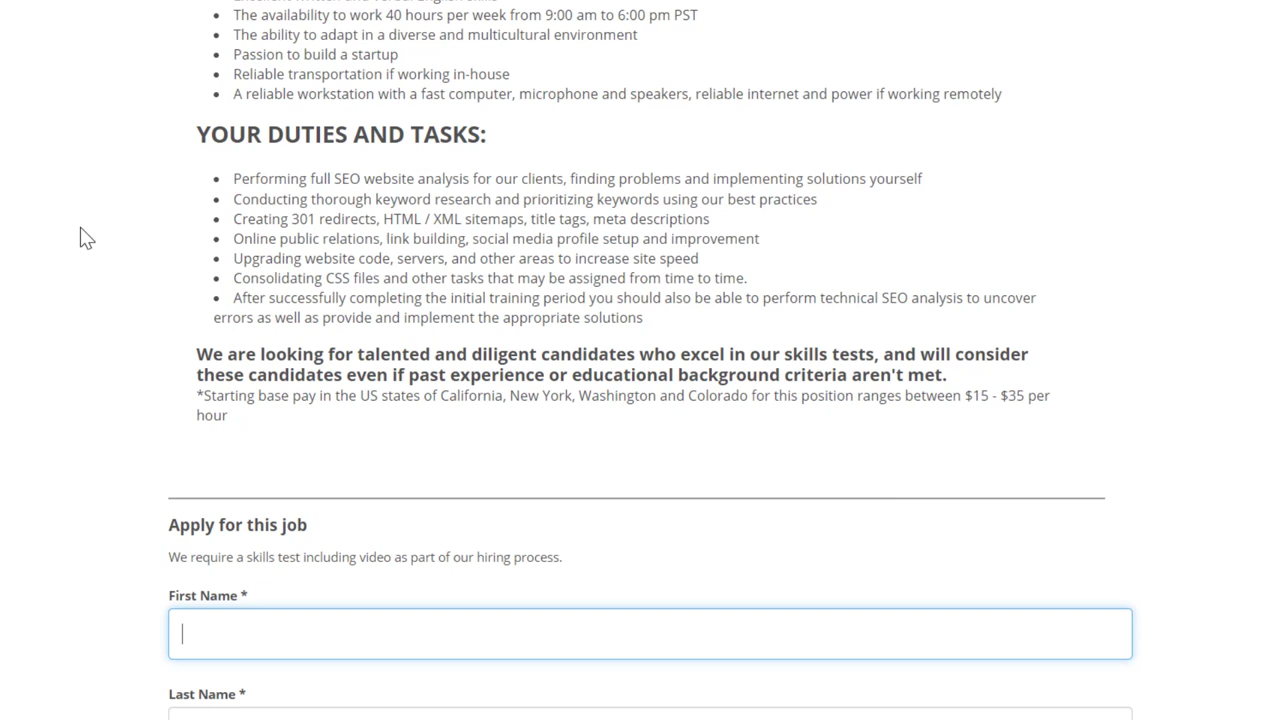 The availability to work 40 hours per week from 9:00 am to 6:00 pm PST
The ability to adapt in a diverse and multicultural environment
Passion to build a startup
Reliable transportation if working in-house
A reliable workstation with a fast computer, microphone and speakers, reliable internet and power if working remotely
YOUR DUTIES AND TASKS:
Performing full SEO website analysis for our clients, finding problems and implementing solutions yourself
Conducting thorough keyword research and prioritizing keywords using our best practices
Creating 301 redirects, HTML / XML sitemaps, title tags, meta descriptions
Online public relations, link building, social media profile setup and improvement
Upgrading website code, servers, and other areas to increase site speed
Consolidating CSS files and other tasks that may be assigned from time to time.
After successfully completing the initial training period you should also be able to perform technical SEO analysis to uncover
errors as well as provide and implement the appropriate solutions
We are looking for talented and diligent candidates who excel in our skills tests, and will consider
these candidates even if past experience or educational background criteria aren't met.
*Starting base pay in the US states of California, New York, Washington and Colorado for this position ranges between $15 - $35 per
hour
Apply for this job
We require a skills test including video as part of our hiring process.
First Name *
Last Name *